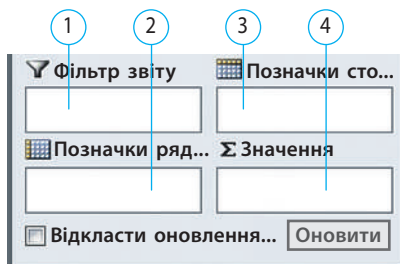 1 2 3 4
Фільтр звіту Позначки сто...
Позначки ряд... Σ Значення
Відкласти оновлення... Оновити